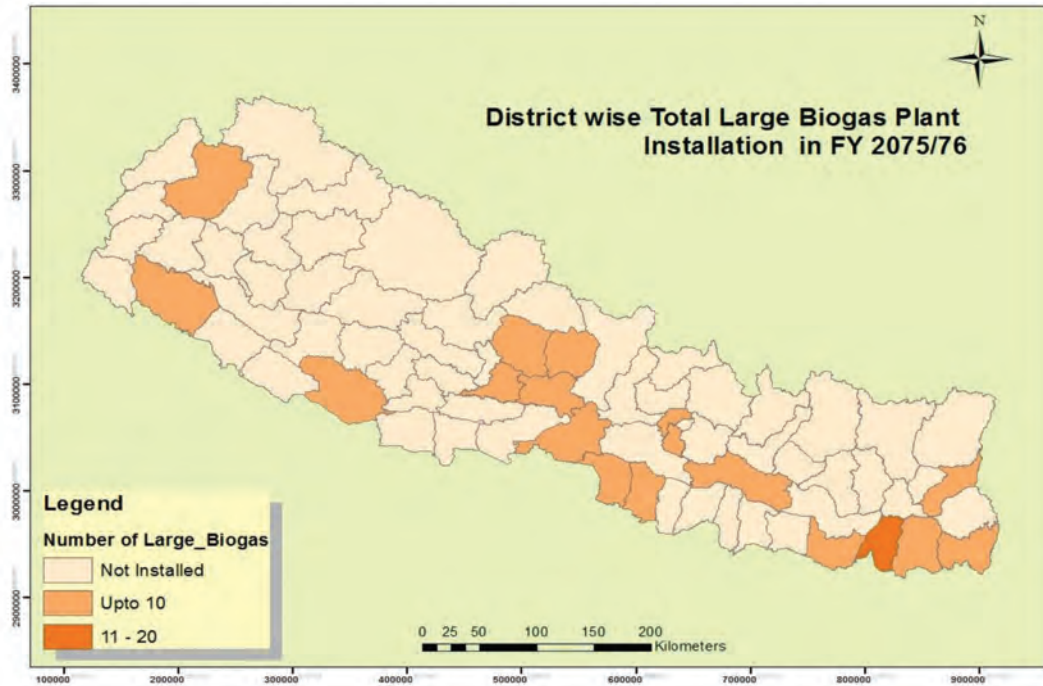 N
District wise Total Large Biogas Plant
Installation in FY 2075/76
3400000
3300000
3200000
3100000
3000000
2900000
Legend
Number of Large_Biogas
Not Installed
Upto 10
11 - 20
0 25 50 100 150 200
Kilometers
100000 200000 300000 400000 500000 600000 700000 800000 900000